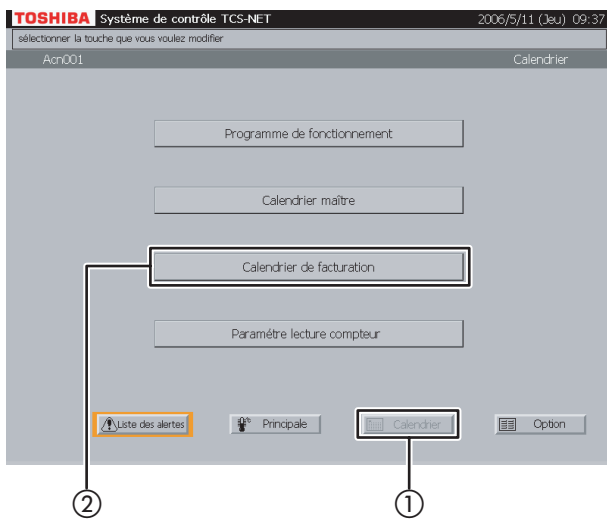 TOSHIBA Système de contrôle TCS-NET 2006/5/11 (Jeu) 09:37
sélectionner la touche que vous voulez modifier
Acn001 Calendrier
Programme de fonctionnement
Calendrier maître
Calendrier de facturation
Paramétre lecture compteur
Liste des alertes Principale Calendrier Option
② ①